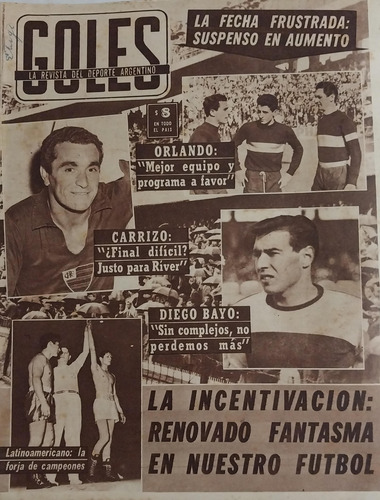 LA FECHA FRUSTRADA:
SUSPENSO EN AUMENTO
GOLES
LA REVISTA DEL DEPORTE ARGENTINO
$ 8
EN TODO
EL PAIS
ORLANDO:
"Mejor equipo y
programa a favor"
CARRIZO:
"¿Final difícil?
Justo para River"
DIEGO BAYO:
"Sin complejos, no
perdemos más"
LA INCENTIVACION:
RENOVADO FANTASMA
EN NUESTRO FUTBOL
Latinoamericano: la
forja de campeones